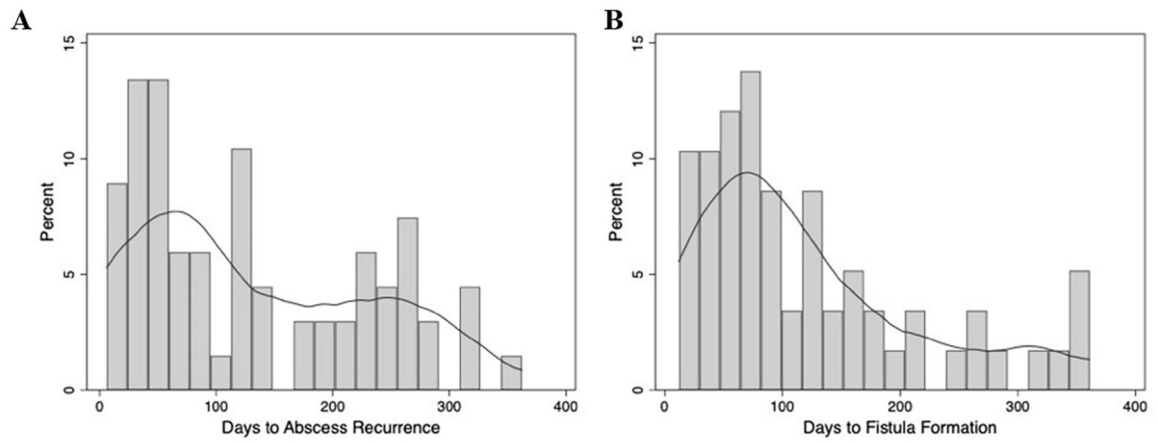 A
15
10
5
0
Percent
0 100 200 300 400
Days to Abscess Recurrence
B
15
10
5
0
Percent
0 100 200 300 400
Days to Fistula Formation